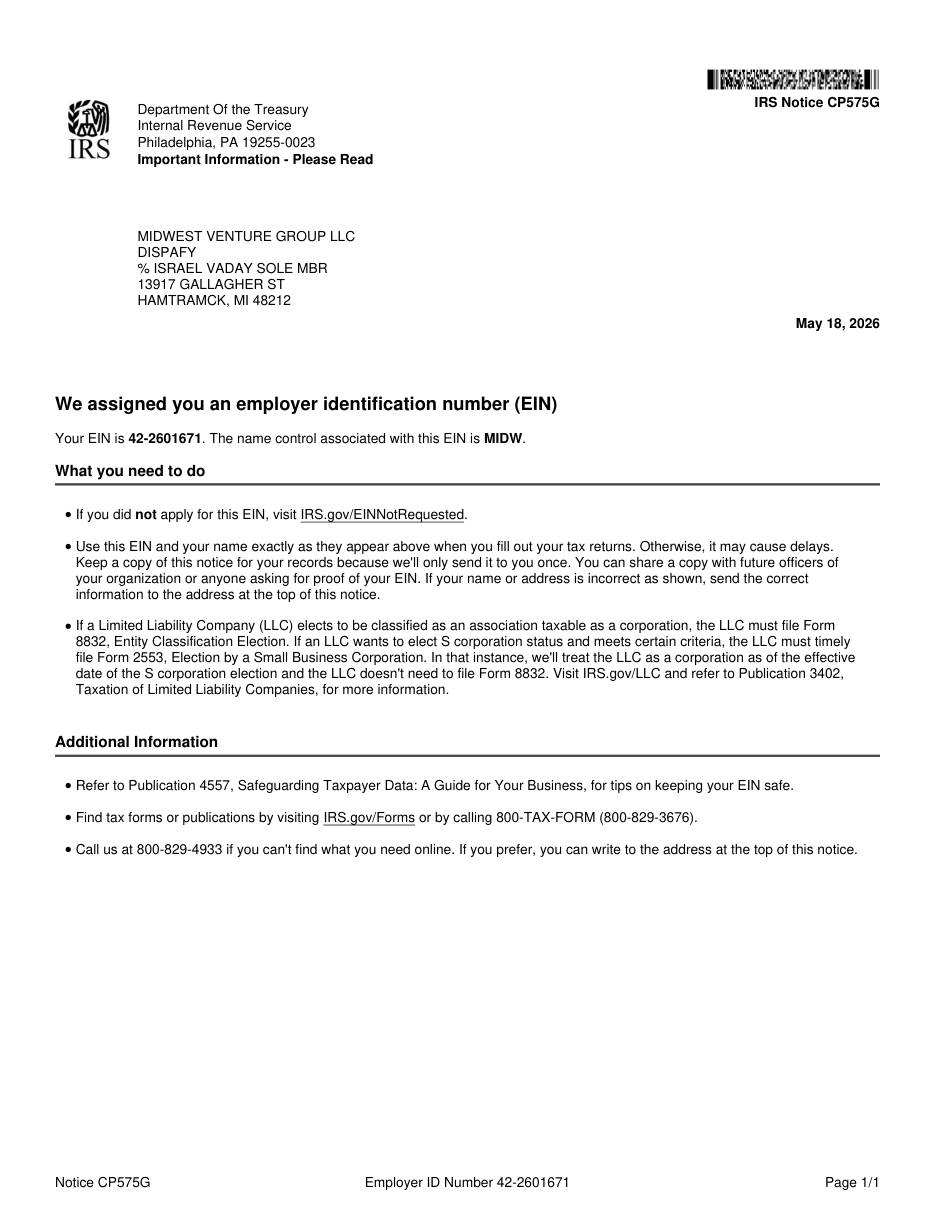 IRS Notice CP575G
IRS
Department Of the Treasury
Internal Revenue Service
Philadelphia, PA 19255-0023
Important Information - Please Read
MIDWEST VENTURE GROUP LLC
DISPAFY
% ISRAEL VADAY SOLE MBR
13917 GALLAGHER ST
HAMTRAMCK, MI 48212
May 18, 2026
We assigned you an employer identification number (EIN)
Your EIN is 42-2601671. The name control associated with this EIN is MIDW.
What you need to do
• If you did not apply for this EIN, visit IRS.gov/EINNotRequested.
• Use this EIN and your name exactly as they appear above when you fill out your tax returns. Otherwise, it may cause delays.
Keep a copy of this notice for your records because we'll only send it to you once. You can share a copy with future officers of
your organization or anyone asking for proof of your EIN. If your name or address is incorrect as shown, send the correct
information to the address at the top of this notice.
• If a Limited Liability Company (LLC) elects to be classified as an association taxable as a corporation, the LLC must file Form
8832, Entity Classification Election. If an LLC wants to elect S corporation status and meets certain criteria, the LLC must timely
file Form 2553, Election by a Small Business Corporation. In that instance, we'll treat the LLC as a corporation as of the effective
date of the S corporation election and the LLC doesn't need to file Form 8832. Visit IRS.gov/LLC and refer to Publication 3402,
Taxation of Limited Liability Companies, for more information.
Additional Information
• Refer to Publication 4557, Safeguarding Taxpayer Data: A Guide for Your Business, for tips on keeping your EIN safe.
• Find tax forms or publications by visiting IRS.gov/Forms or by calling 800-TAX-FORM (800-829-3676).
• Call us at 800-829-4933 if you can't find what you need online. If you prefer, you can write to the address at the top of this notice.
Notice CP575G
Employer ID Number 42-2601671
Page 1/1